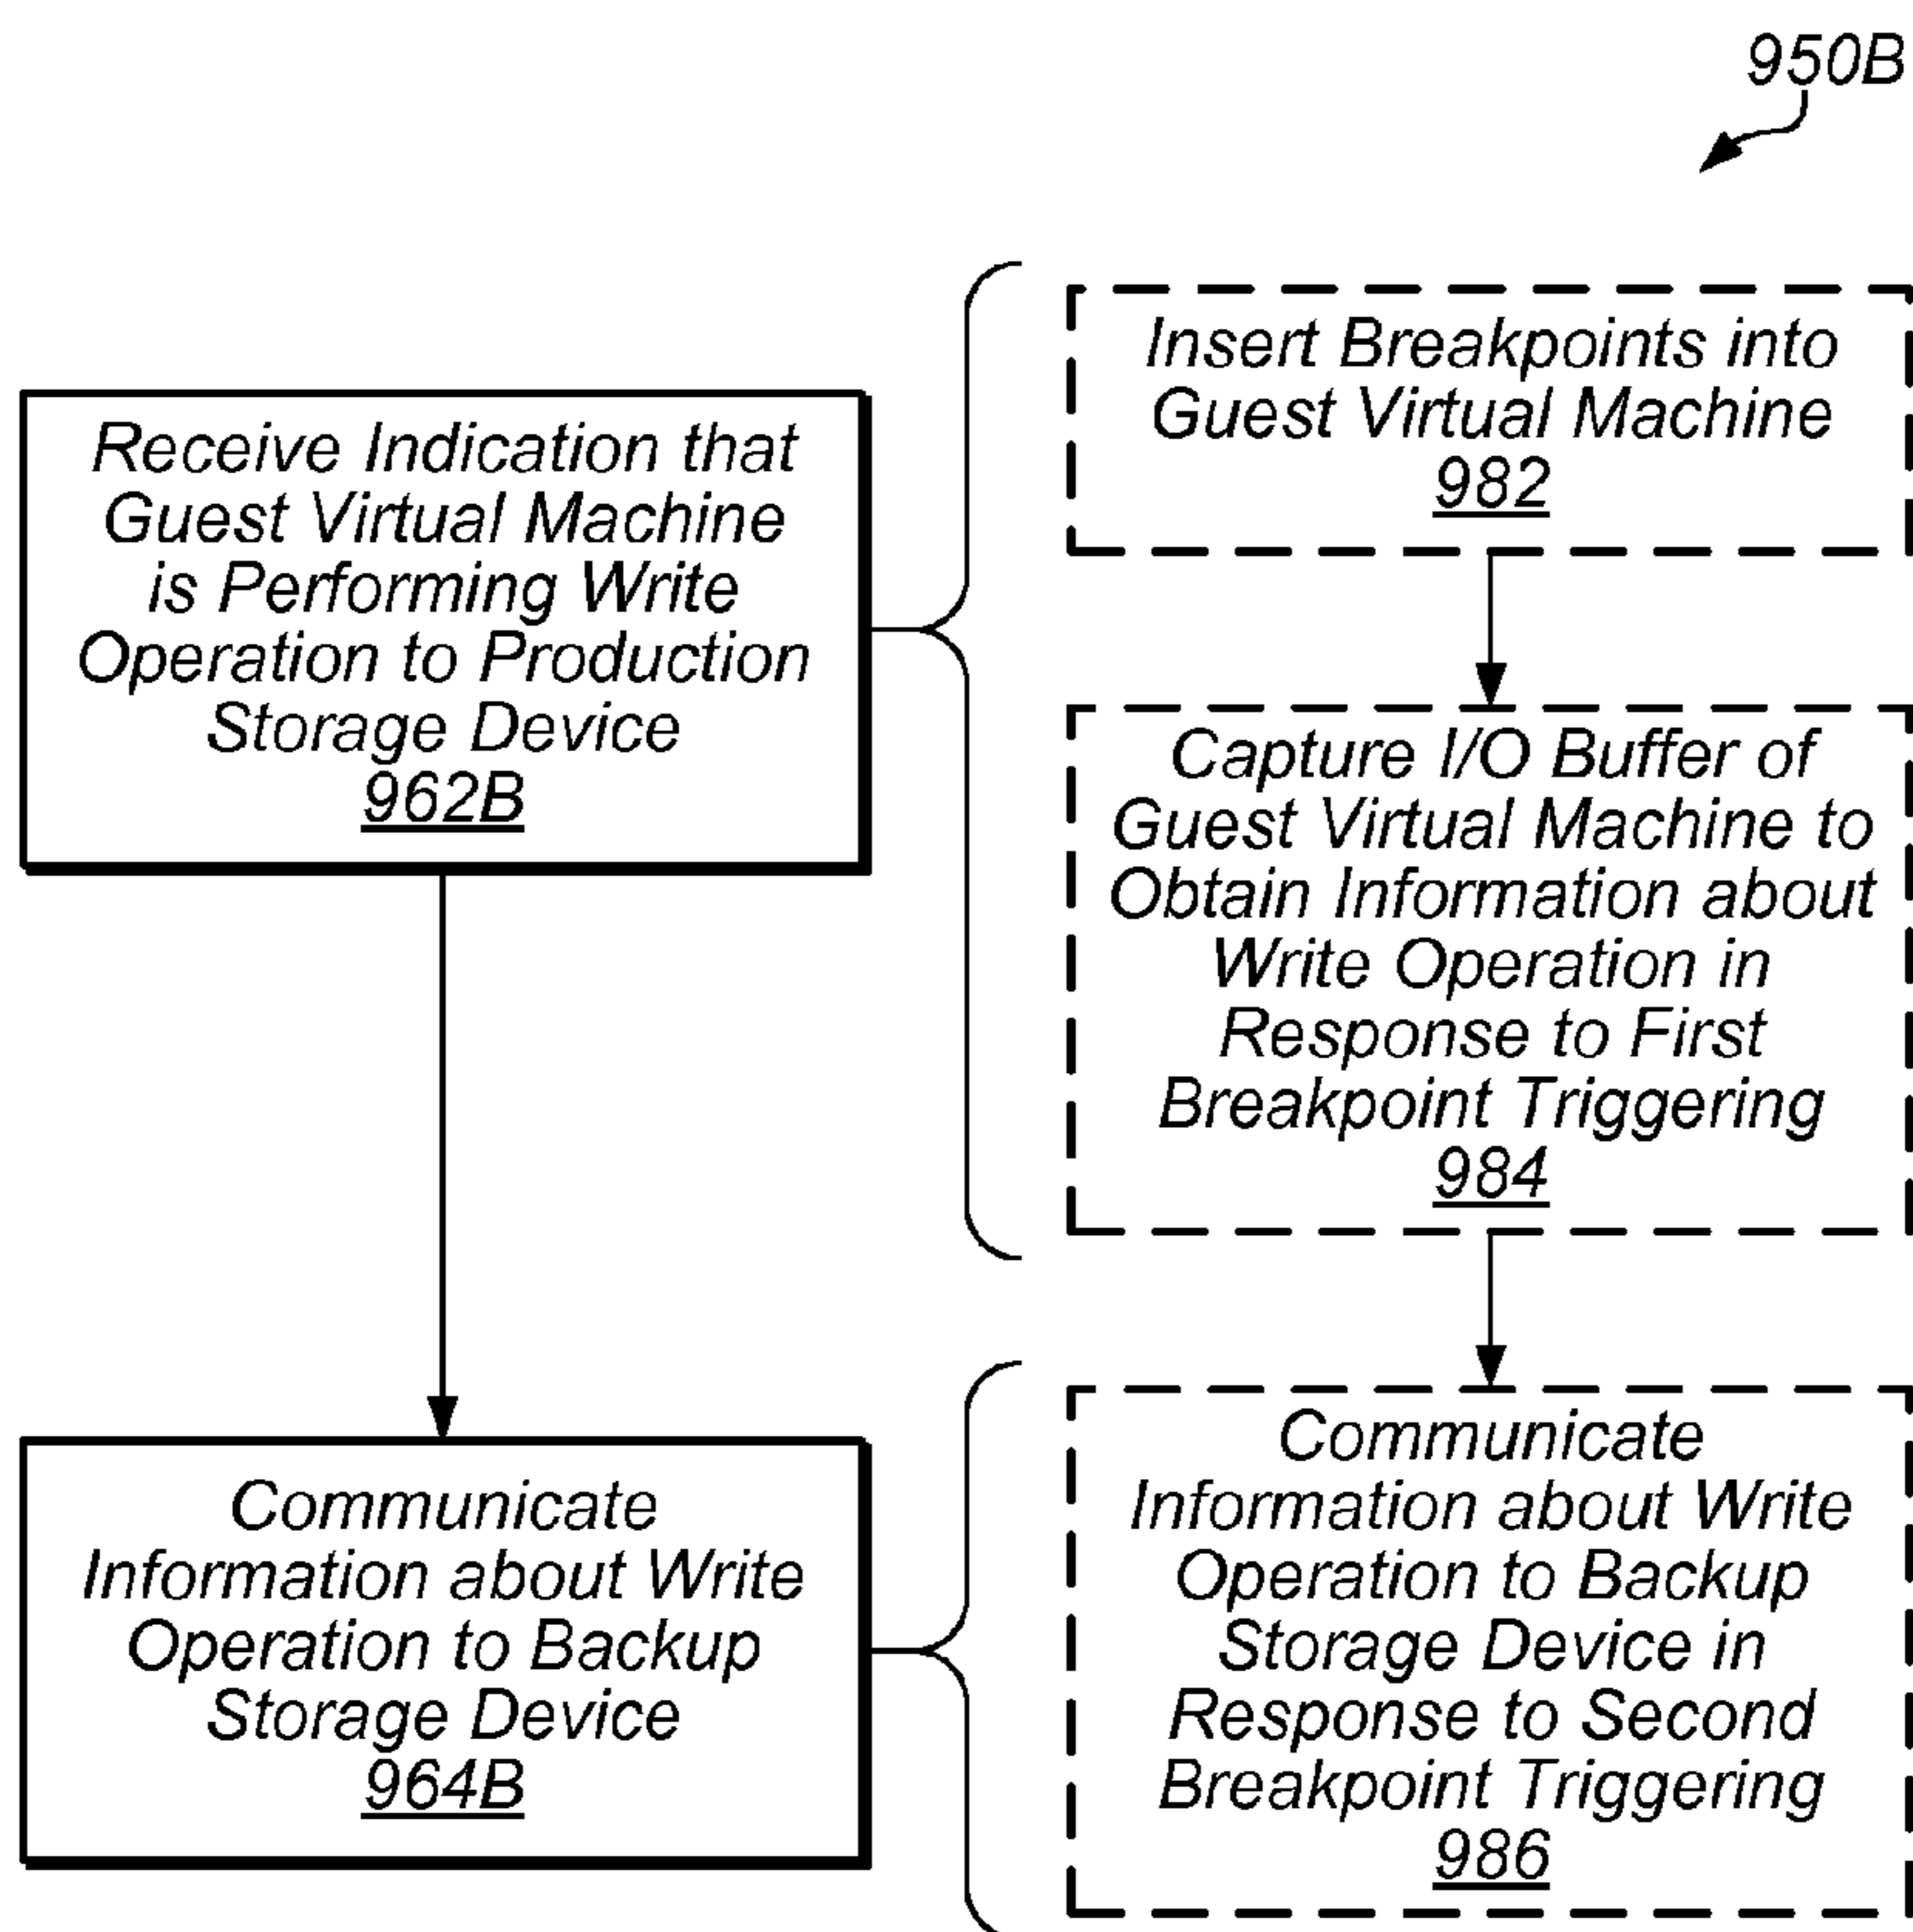 950B
Receive Indication that
Guest Virtual Machine
is Performing Write
Operation to Production
Storage Device
962B
Insert Breakpoints into
Guest Virtual Machine
982
Capture I/O Buffer of
Guest Virtual Machine to
Obtain Information about
Write Operation in
Response to First
Breakpoint Triggering
984
Communicate
Information about Write
Operation to Backup
Storage Device
964B
Communicate
Information about Write
Operation to Backup
Storage Device in
Response to Second
Breakpoint Triggering
986